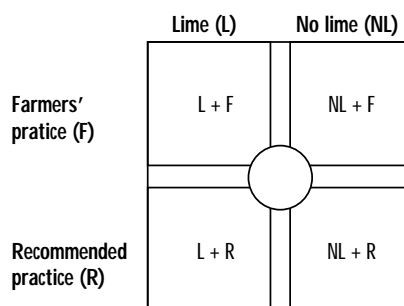 Lime (L) No lime (NL)
Farmers'
pratice (F)
L + F NL + F
Recommended
practice (R)
L + R NL + R